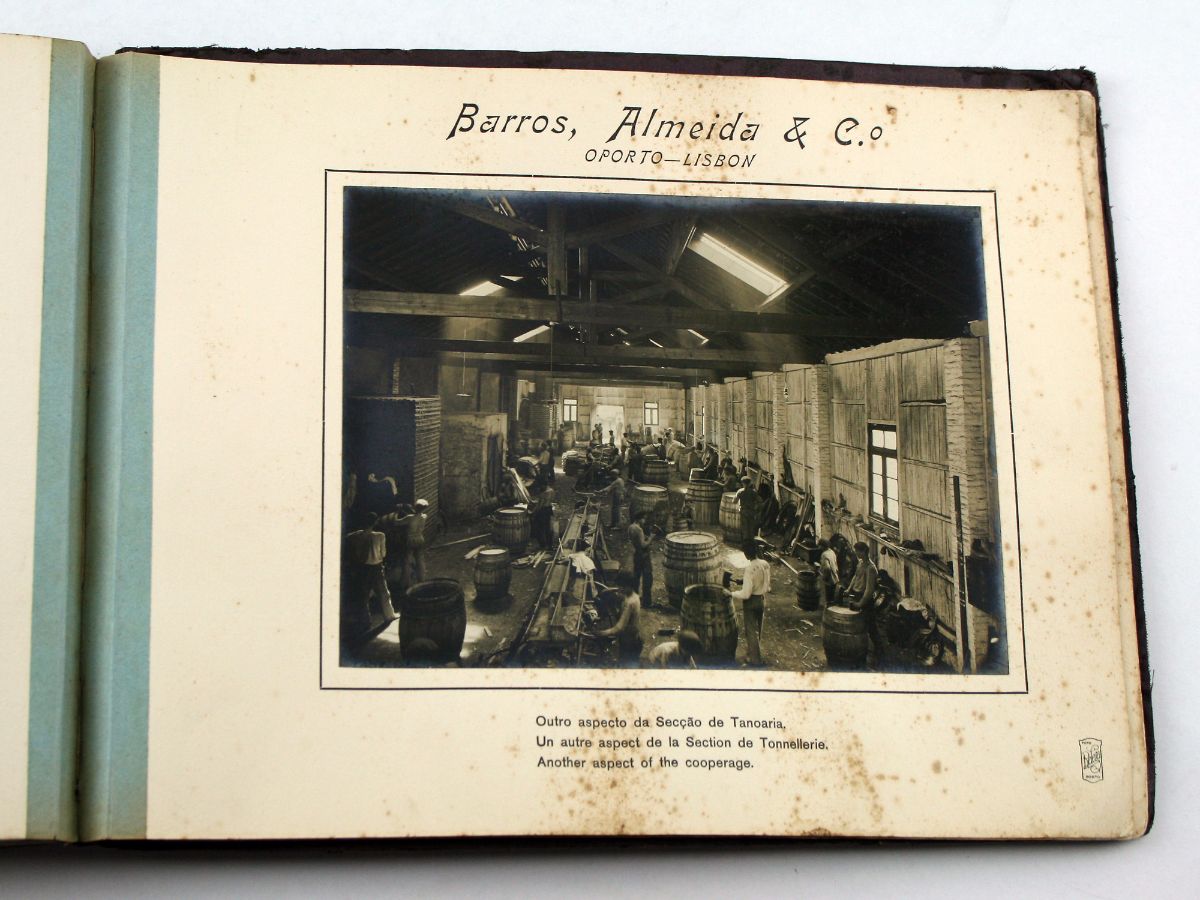 Barros, Almeida & C.º
OPORTO—LISBON
Outro aspecto da Secção de Tanoaria.
Un autre aspect de la Section de Tonnellerie.
Another aspect of the cooperage.